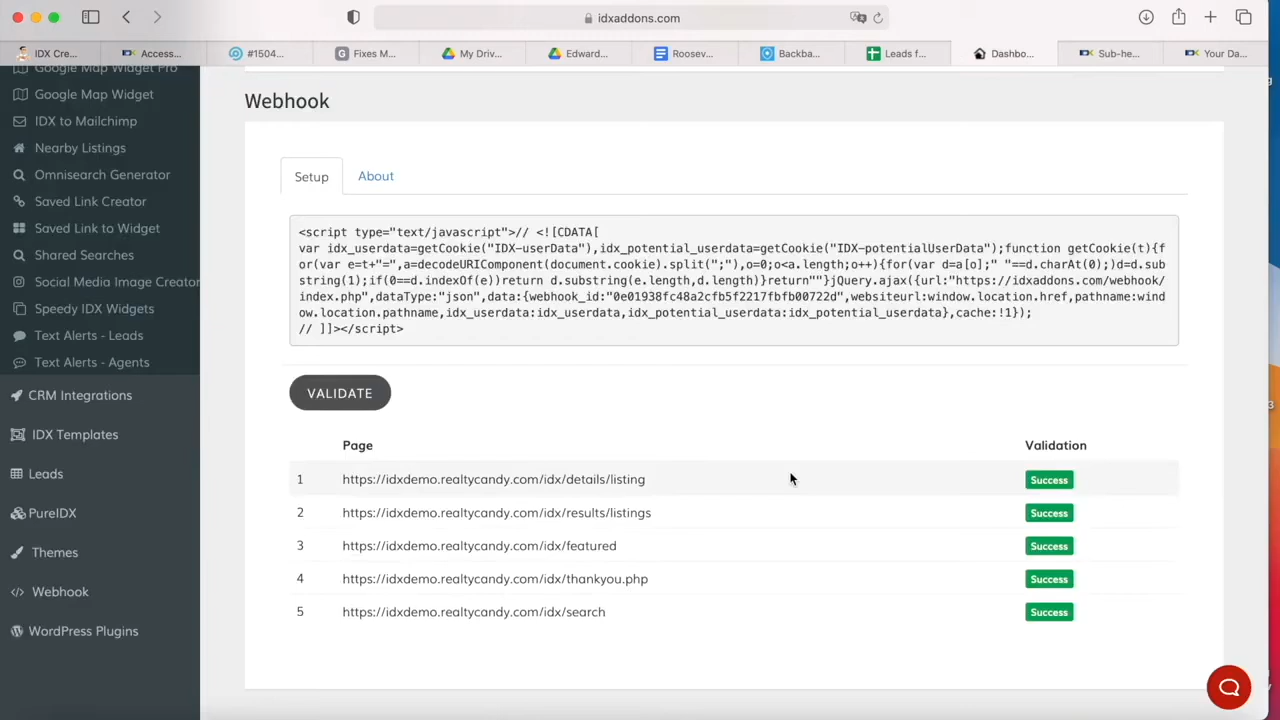 idxaddons.com
IDX Cre...
Access...
#1504...
Fixes M...
My Driv...
Edward...
Roosev...
Backba...
Leads f...
Dashbo...
Sub-he...
Your Da...
Google Map Widget Pro
Google Map Widget
IDX to Mailchimp
Nearby Listings
Omnisearch Generator
Saved Link Creator
Saved Link to Widget
Shared Searches
Social Media Image Creator
Speedy IDX Widgets
Text Alerts - Leads
Text Alerts - Agents
CRM Integrations
IDX Templates
Leads
PureIDX
Themes
Webhook
WordPress Plugins
Webhook
Setup
About
<script type="text/javascript">// <![CDATA[
var idx_userdata=getCookie("IDX-userData"),idx_potential_userdata=getCookie("IDX-potentialUserData");function getCookie(t){f
or(var e=t+"=",a=decodeURIComponent(document.cookie).split(";"),o=0;o<a.length;o++){for(var d=a[o];" "==d.charAt(0);)d=d.sub
string(1);if(0==d.indexOf(e))return d.substring(e.length,d.length)}return""}jQuery.ajax({url:"https://idxaddons.com/webhook/
index.php",dataType:"json",data:{webhook_id:"0e01938fc48a2cfb5f2217fbfb00722d",websiteurl:window.location.href,pathname:wind
ow.location.pathname,idx_userdata:idx_userdata,idx_potential_userdata:idx_potential_userdata},cache:!1});
// ]]></script>
VALIDATE
Page Validation
1 https://idxdemo.realtycandy.com/idx/details/listing Success
2 https://idxdemo.realtycandy.com/idx/results/listings Success
3 https://idxdemo.realtycandy.com/idx/featured Success
4 https://idxdemo.realtycandy.com/idx/thankyou.php Success
5 https://idxdemo.realtycandy.com/idx/search Success